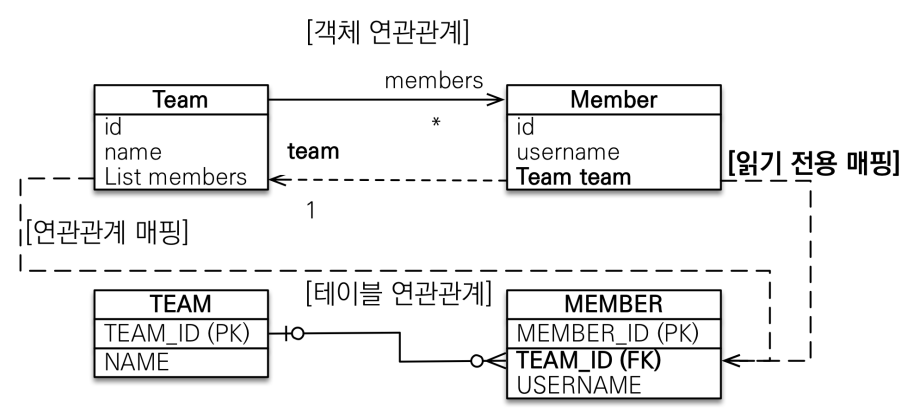 [객체 연관관계]
members
Team
id
name
List members
*
team
1
Member
id
username
Team team
[읽기 전용 매핑]
[연관관계 매핑]
[테이블 연관관계]
TEAM
TEAM_ID (PK)
NAME
MEMBER
MEMBER_ID (PK)
TEAM_ID (FK)
USERNAME